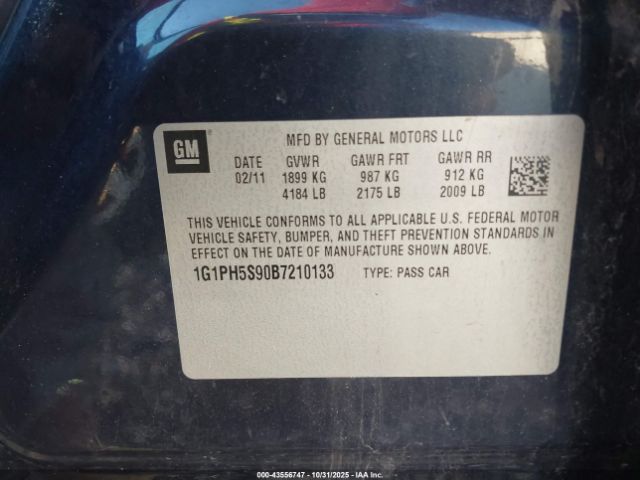 GM
MFD BY GENERAL MOTORS LLC
DATE GVWR GAWR FRT GAWR RR
02/11 1899 KG 987 KG 912 KG
4184 LB 2175 LB 2009 LB
THIS VEHICLE CONFORMS TO ALL APPLICABLE U.S. FEDERAL MOTOR
VEHICLE SAFETY, BUMPER, AND THEFT PREVENTION STANDARDS IN
EFFECT ON THE DATE OF MANUFACTURE SHOWN ABOVE.
1G1PH5S90B7210133 TYPE: PASS CAR
000-43556747 - 10/31/2025 - IAAI.COM